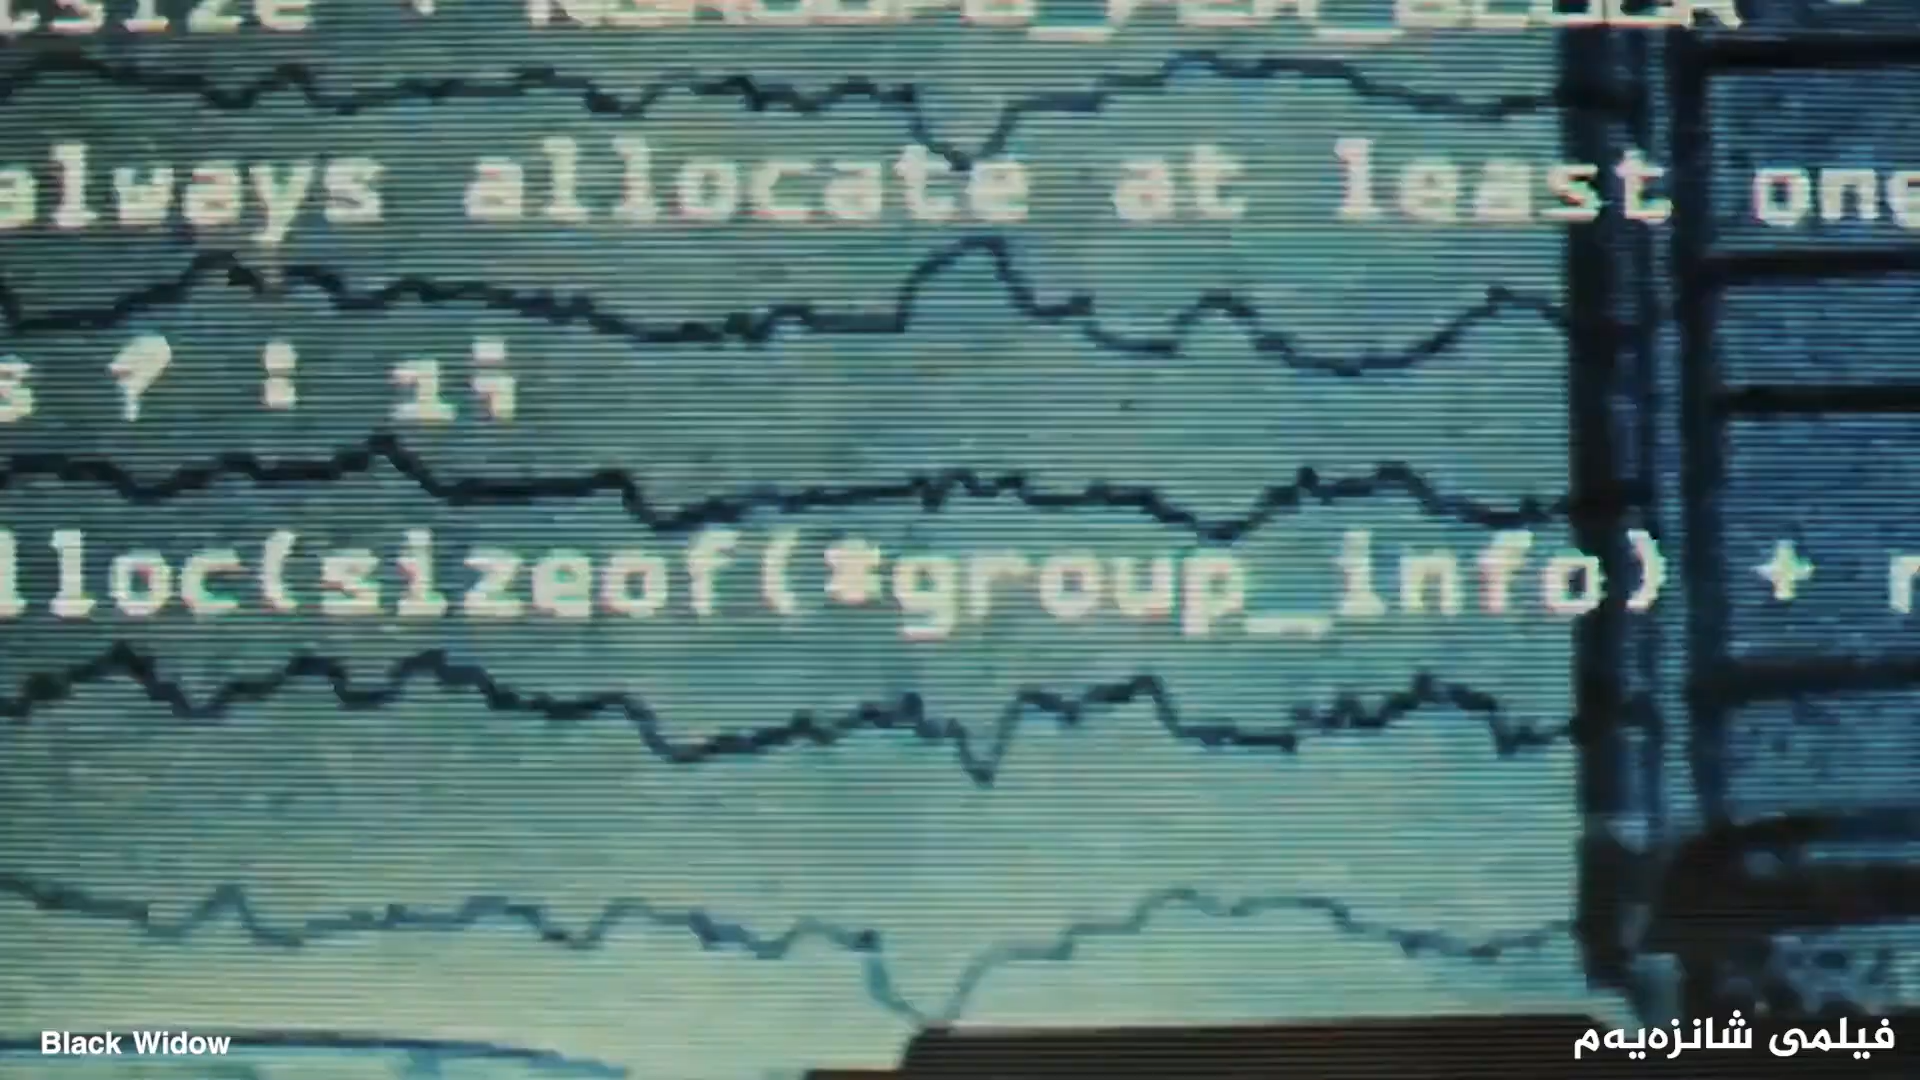 always allocate at least one
s ? : 1;
lloc(sizeof(*group_info) + n
Black Widow
فیلمی شانزەیەم